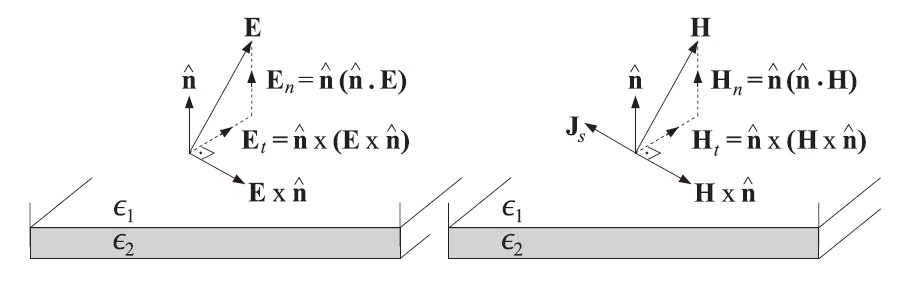 E
n̂
Eₙ = n̂ (n̂ . E)
Eₜ = n̂ x (E x n̂)
E x n̂
ϵ₁
ϵ₂
H
n̂
Hₙ = n̂ (n̂ · H)
Jₛ
Hₜ = n̂ x (H x n̂)
H x n̂
ϵ₁
ϵ₂